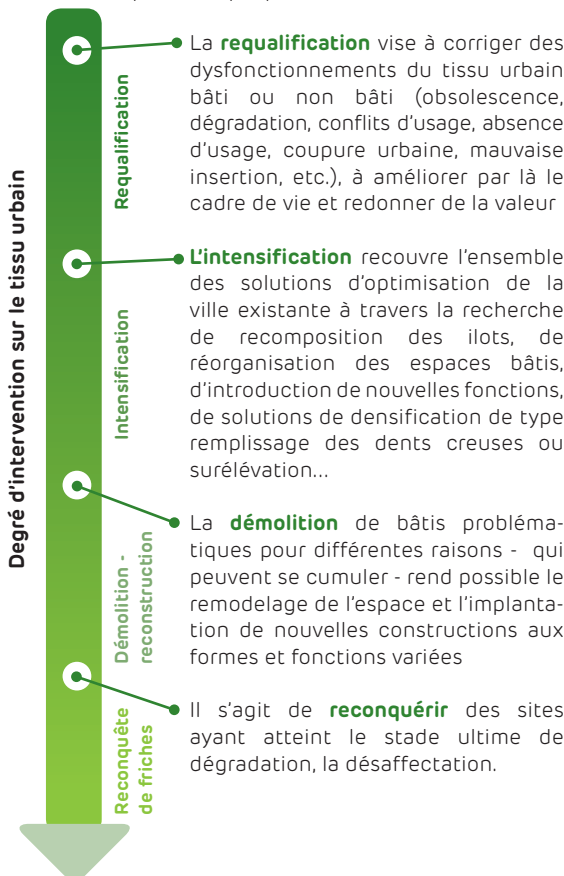 Degré d'intervention sur le tissu urbain
Requalification
La requalification vise à corriger des
dysfonctionnements du tissu urbain
bâti ou non bâti (obsolescence,
dégradation, conflits d'usage, absence
d'usage, coupure urbaine, mauvaise
insertion, etc.), à améliorer par là le
cadre de vie et redonner de la valeur
Intensification
L'intensification recouvre l'ensemble
des solutions d'optimisation de la
ville existante à travers la recherche
de recomposition des ilots, de
réorganisation des espaces bâtis,
d'introduction de nouvelles fonctions,
de solutions de densification de type
remplissage des dents creuses ou
surélévation...
Démolition -
reconstruction
La démolition de bâtis probléma-
tiques pour différentes raisons - qui
peuvent se cumuler - rend possible le
remodelage de l'espace et l'implanta-
tion de nouvelles constructions aux
formes et fonctions variées
Reconquête
de friches
Il s'agit de reconquérir des sites
ayant atteint le stade ultime de
dégradation, la désaffectation.